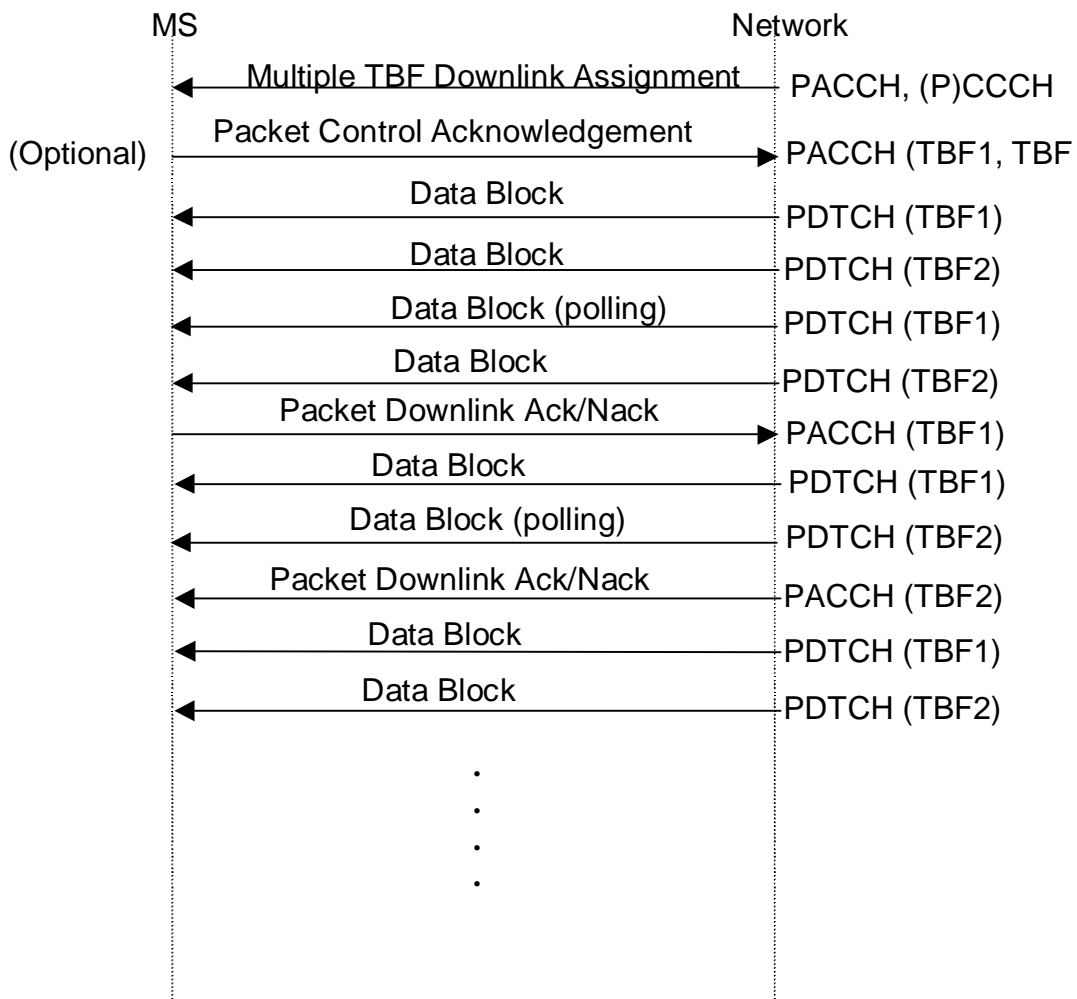 MS Network
Multiple TBF Downlink Assignment PACCH, (P)CCCH
(Optional) Packet Control Acknowledgement PACCH (TBF1, TBF
Data Block PDTCH (TBF1)
Data Block PDTCH (TBF2)
Data Block (polling) PDTCH (TBF1)
Data Block PDTCH (TBF2)
Packet Downlink Ack/Nack PACCH (TBF1)
Data Block PDTCH (TBF1)
Data Block (polling) PDTCH (TBF2)
Packet Downlink Ack/Nack PACCH (TBF2)
Data Block PDTCH (TBF1)
Data Block PDTCH (TBF2)
.
.
.
.